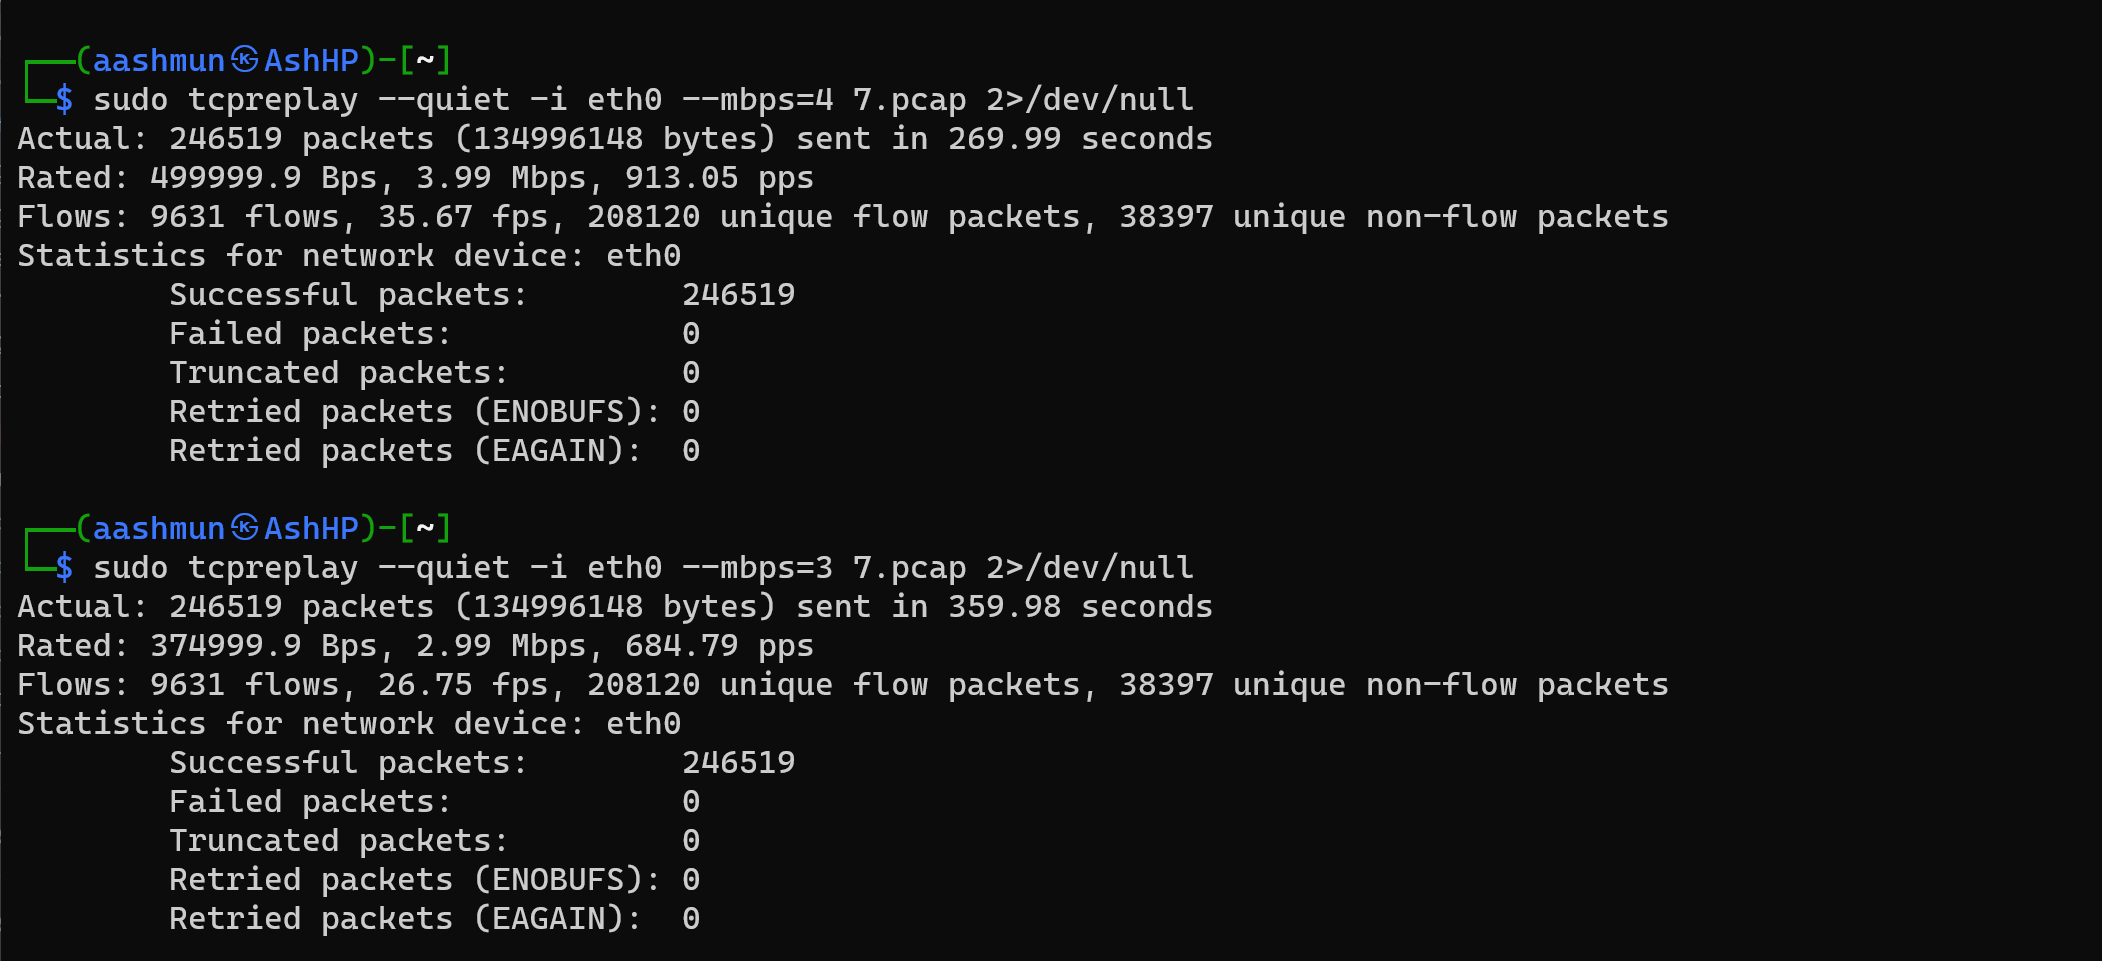 ┌──(aashmun㉿AshHP)-[~]
└─$ sudo tcpreplay --quiet -i eth0 --mbps=4 7.pcap 2>/dev/null
Actual: 246519 packets (134996148 bytes) sent in 269.99 seconds
Rated: 499999.9 Bps, 3.99 Mbps, 913.05 pps
Flows: 9631 flows, 35.67 fps, 208120 unique flow packets, 38397 unique non-flow packets
Statistics for network device: eth0
        Successful packets:        246519
        Failed packets:            0
        Truncated packets:         0
        Retried packets (ENOBUFS): 0
        Retried packets (EAGAIN):  0
┌──(aashmun㉿AshHP)-[~]
└─$ sudo tcpreplay --quiet -i eth0 --mbps=3 7.pcap 2>/dev/null
Actual: 246519 packets (134996148 bytes) sent in 359.98 seconds
Rated: 374999.9 Bps, 2.99 Mbps, 684.79 pps
Flows: 9631 flows, 26.75 fps, 208120 unique flow packets, 38397 unique non-flow packets
Statistics for network device: eth0
        Successful packets:        246519
        Failed packets:            0
        Truncated packets:         0
        Retried packets (ENOBUFS): 0
        Retried packets (EAGAIN):  0